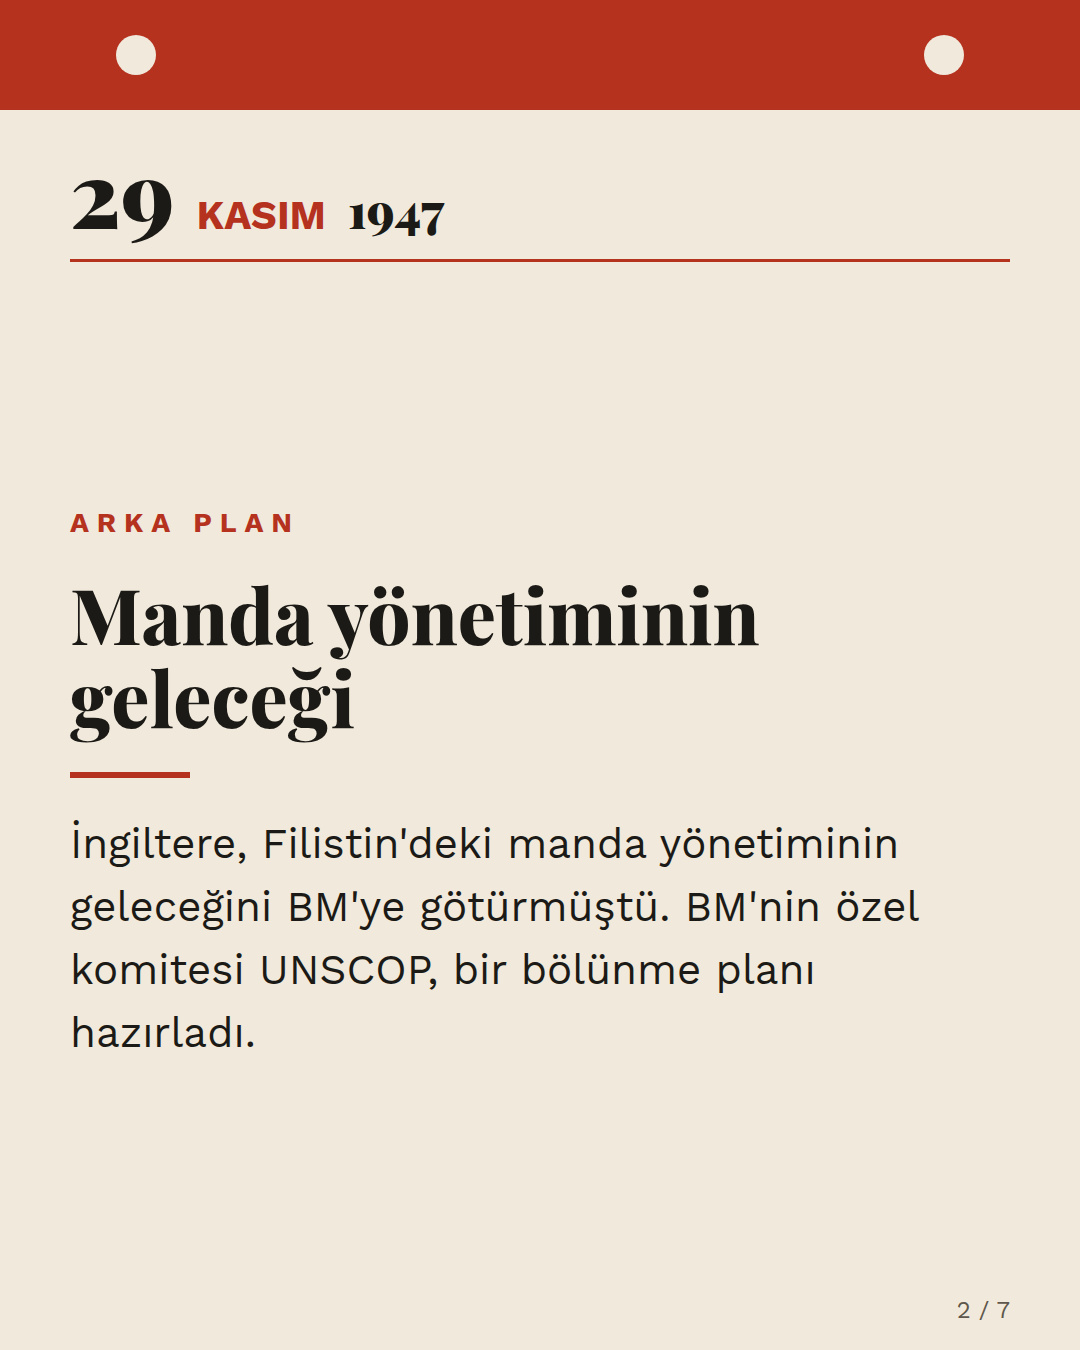 29 KASIM 1947
ARKA PLAN
Manda yönetiminin
geleceği
İngiltere, Filistin'deki manda yönetiminin
geleceğini BM'ye götürmüştü. BM'nin özel
komitesi UNSCOP, bir bölünme planı
hazırladı.
2 / 7